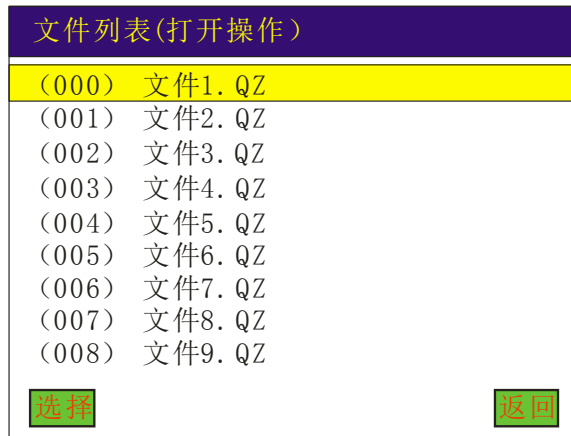 文件列表(打开操作）
（000） 文件1.QZ
（001） 文件2.QZ
（002） 文件3.QZ
（003） 文件4.QZ
（004） 文件5.QZ
（005） 文件6.QZ
（006） 文件7.QZ
（007） 文件8.QZ
（008） 文件9.QZ
选择 返回